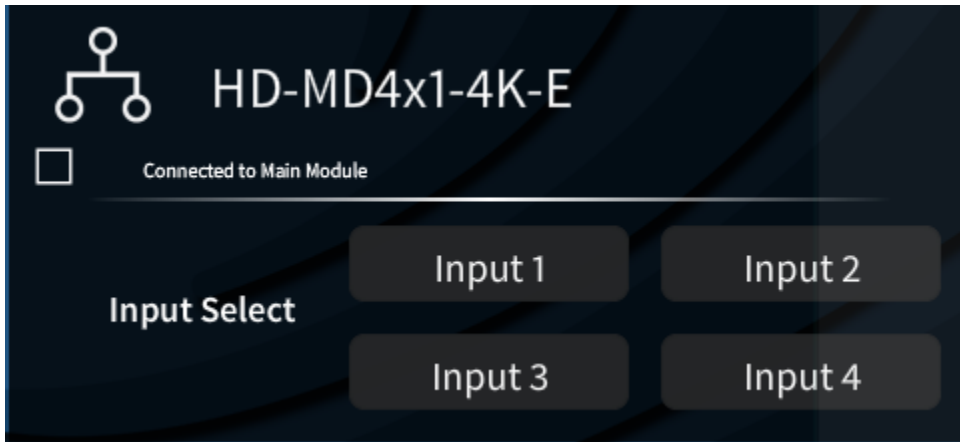 HD-MD4x1-4K-E
Connected to Main Module
Input Select
Input 1
Input 2
Input 3
Input 4